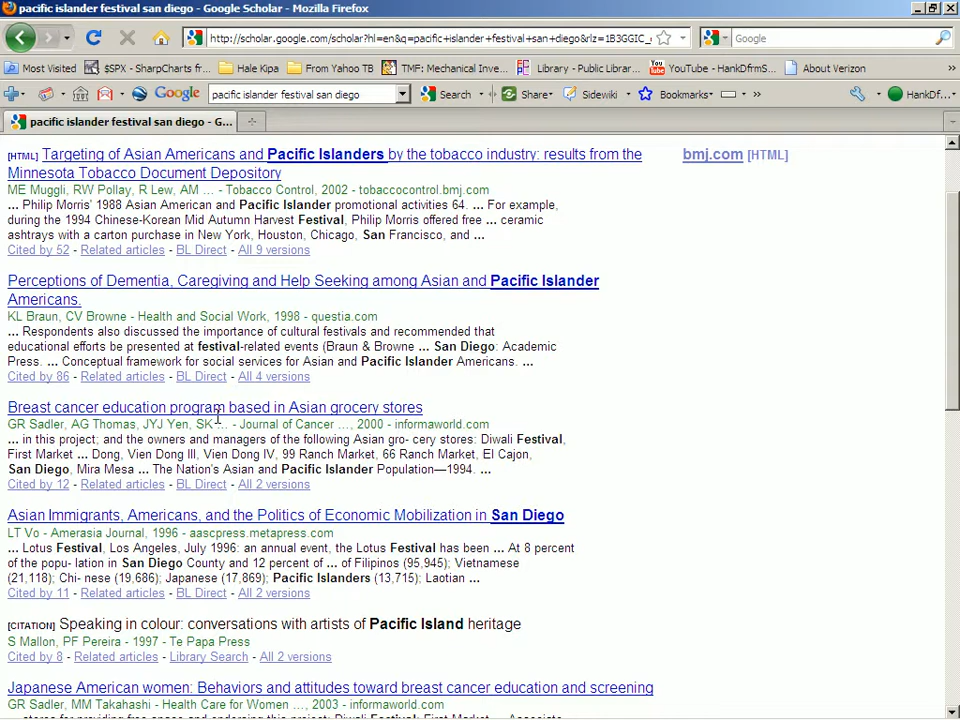 pacific islander festival san diego - Google Scholar - Mozilla Firefox
http://scholar.google.com/scholar?hl=en&q=pacific+islander+festival+san+diego&rlz=1B3GGIC_
Google
Most Visited $SPX - SharpCharts fr... Hale Kipa From Yahoo TB TMF: Mechanical Inve... Library - Public Librar... YouTube - HankDfrmS... About Verizon »
Google pacific islander festival san diego Search Share Sidewiki Bookmarks » HankDf...
pacific islander festival san diego - G...
[HTML] Targeting of Asian Americans and Pacific Islanders by the tobacco industry: results from the bmj.com [HTML]
Minnesota Tobacco Document Depository
ME Muggli, RW Pollay, R Lew, AM ... - Tobacco Control, 2002 - tobaccocontrol.bmj.com
... Philip Morris' 1988 Asian American and Pacific Islander promotional activities 64. ... For example,
during the 1994 Chinese-Korean Mid Autumn Harvest Festival, Philip Morris offered free ... ceramic
ashtrays with a carton purchase in New York, Houston, Chicago, San Francisco, and ...
Cited by 52 - Related articles - BL Direct - All 9 versions
Perceptions of Dementia, Caregiving and Help Seeking among Asian and Pacific Islander
Americans.
KL Braun, CV Browne - Health and Social Work, 1998 - questia.com
... Respondents also discussed the importance of cultural festivals and recommended that
educational efforts be presented at festival-related events (Braun & Browne ... San Diego: Academic
Press. ... Conceptual framework for social services for Asian and Pacific Islander Americans. ...
Cited by 86 - Related articles - BL Direct - All 4 versions
Breast cancer education program based in Asian grocery stores
GR Sadler, AG Thomas, JYJ Yen, SK ... - Journal of Cancer ..., 2000 - informaworld.com
... in this project; and the owners and managers of the following Asian gro- cery stores: Diwali Festival,
First Market ... Dong, Vien Dong III, Vien Dong IV, 99 Ranch Market, 66 Ranch Market, El Cajon,
San Diego, Mira Mesa ... The Nation's Asian and Pacific Islander Population—1994. ...
Cited by 12 - Related articles - BL Direct - All 2 versions
Asian Immigrants, Americans, and the Politics of Economic Mobilization in San Diego
LT Vo - Amerasia Journal, 1996 - aascpress.metapress.com
... Lotus Festival, Los Angeles, July 1996: an annual event, the Lotus Festival has been ... At 8 percent
of the popu- lation in San Diego County and 12 percent of ... of Filipinos (95,945); Vietnamese
(21,118); Chi- nese (19,686); Japanese (17,869); Pacific Islanders (13,715); Laotian ...
Cited by 11 - Related articles - BL Direct - All 2 versions
[CITATION] Speaking in colour: conversations with artists of Pacific Island heritage
S Mallon, PF Pereira - 1997 - Te Papa Press
Cited by 8 - Related articles - Library Search - All 2 versions
Japanese American women: Behaviors and attitudes toward breast cancer education and screening
GR Sadler, MM Takahashi - Health Care for Women ..., 2003 - informaworld.com